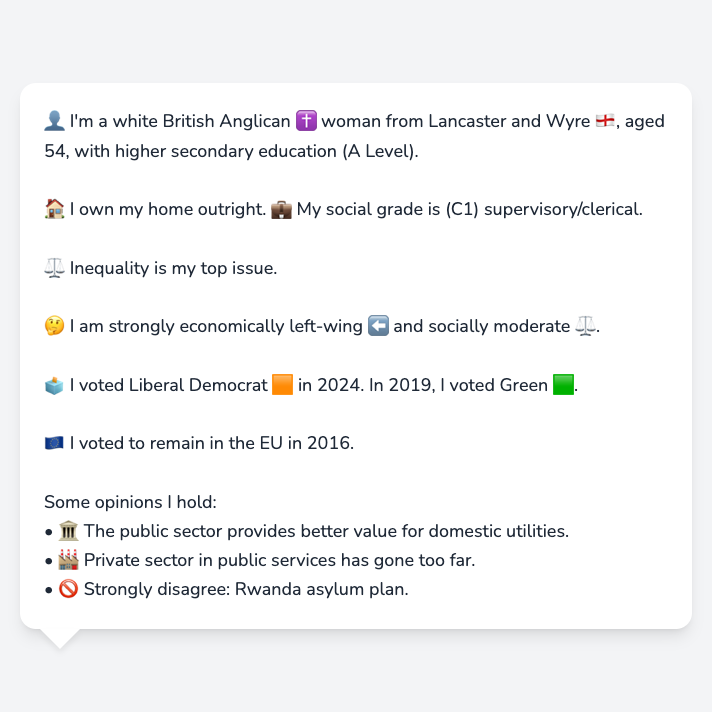 👤 I'm a white British Anglican ✝️ woman from Lancaster and Wyre 🏴󠁧󠁢󠁥󠁮󠁧󠁿, aged
54, with higher secondary education (A Level).
🏠 I own my home outright. 💼 My social grade is (C1) supervisory/clerical.
⚖️ Inequality is my top issue.
🤔 I am strongly economically left-wing ⬅️ and socially moderate ⚖️.
🗳️ I voted Liberal Democrat 🟧 in 2024. In 2019, I voted Green 🟩.
🇪🇺 I voted to remain in the EU in 2016.
Some opinions I hold:
• 🏛️ The public sector provides better value for domestic utilities.
• 🏭 Private sector in public services has gone too far.
• 🚫 Strongly disagree: Rwanda asylum plan.